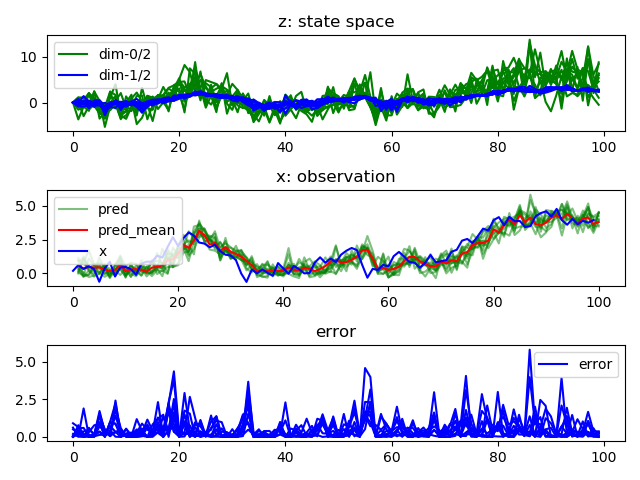 z: state space
10
0
dim-0/2
dim-1/2
0 20 40 60 80 100
x: observation
5.0
2.5
0.0
pred
pred_mean
x
0 20 40 60 80 100
error
5.0
2.5
0.0
error
0 20 40 60 80 100